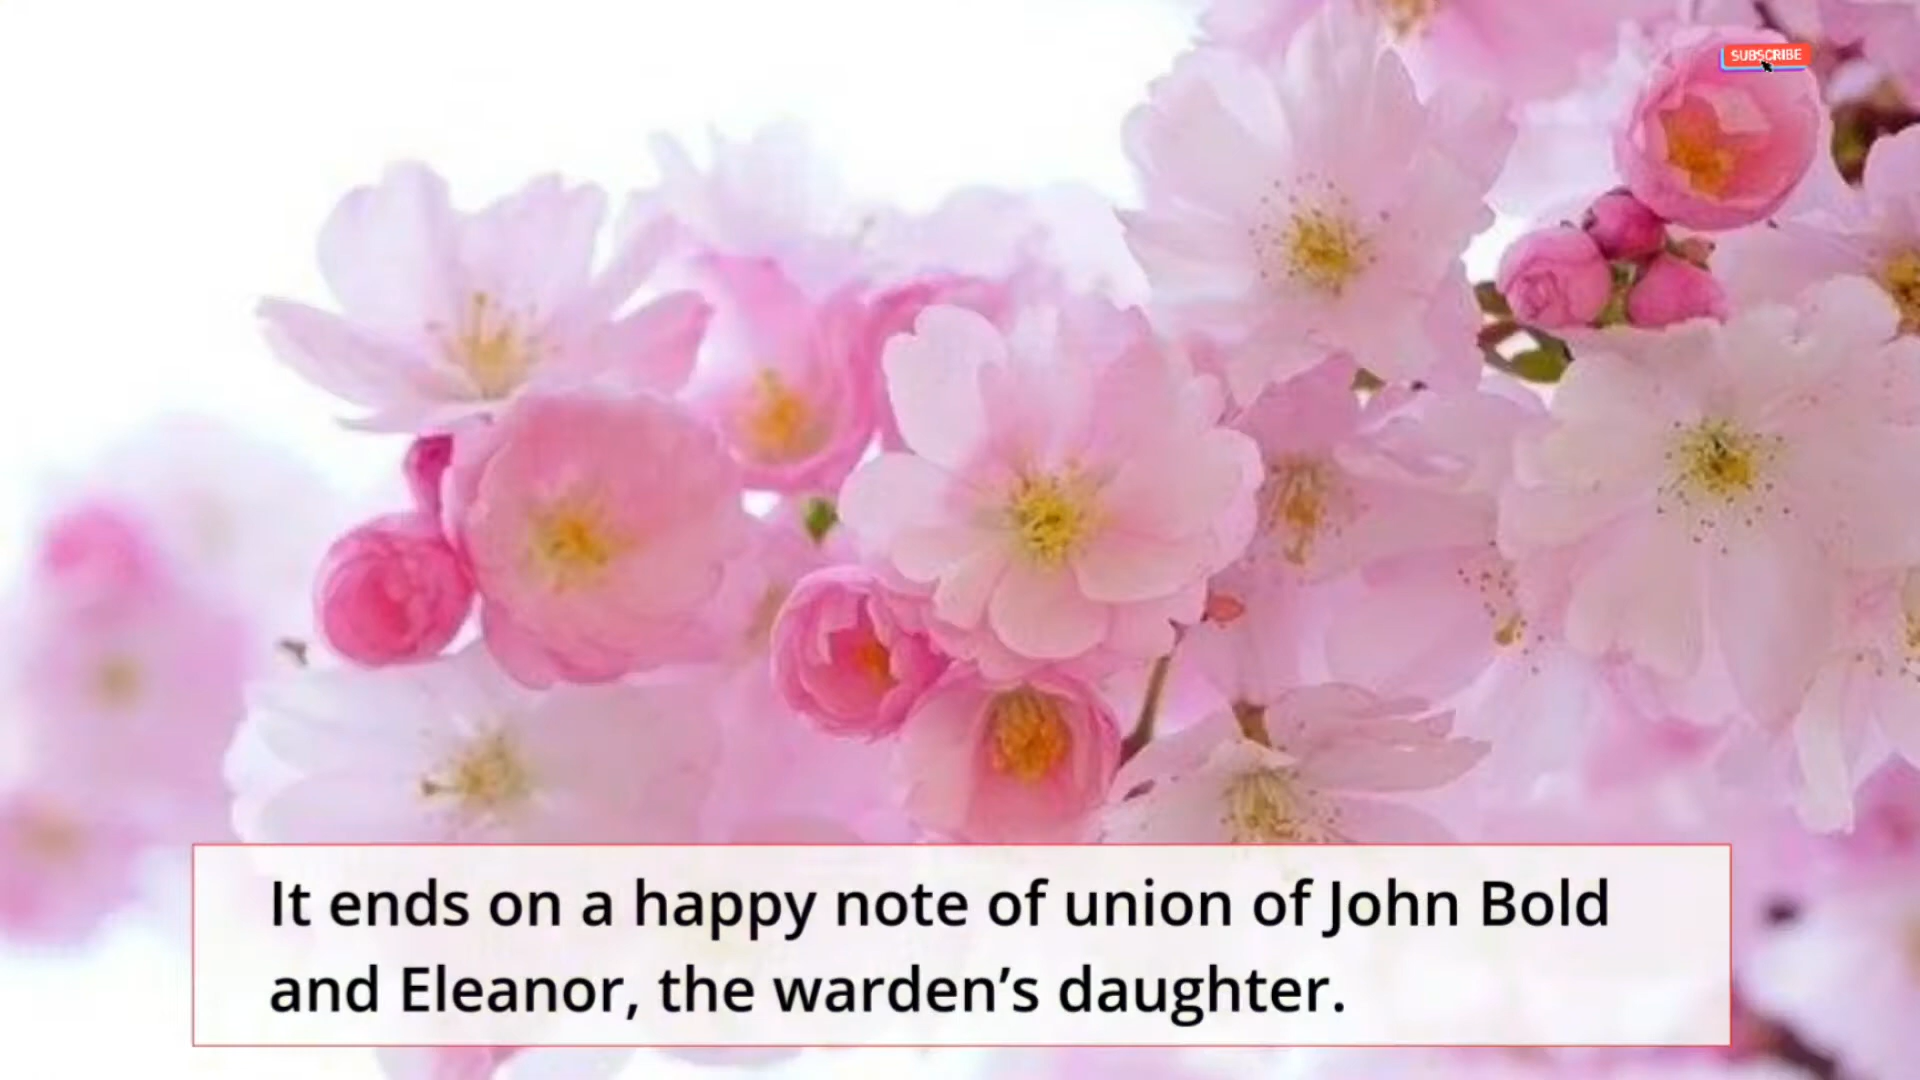 SUBSCRIBE
It ends on a happy note of union of John Bold
and Eleanor, the warden’s daughter.